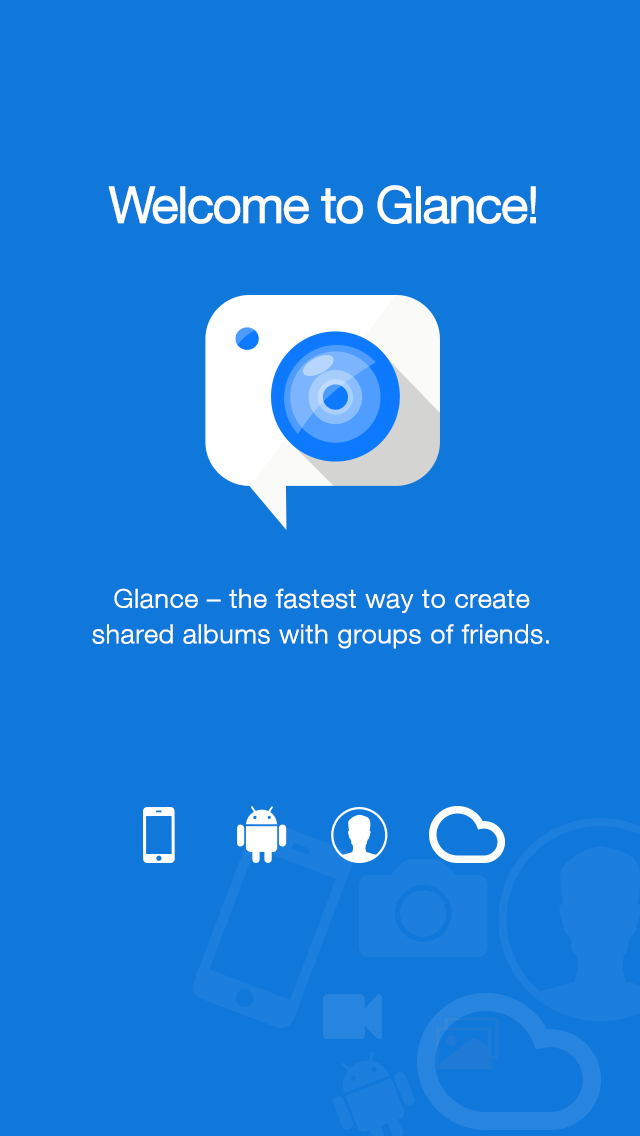 Welcome to Glance!
Glance – the fastest way to create
shared albums with groups of friends.